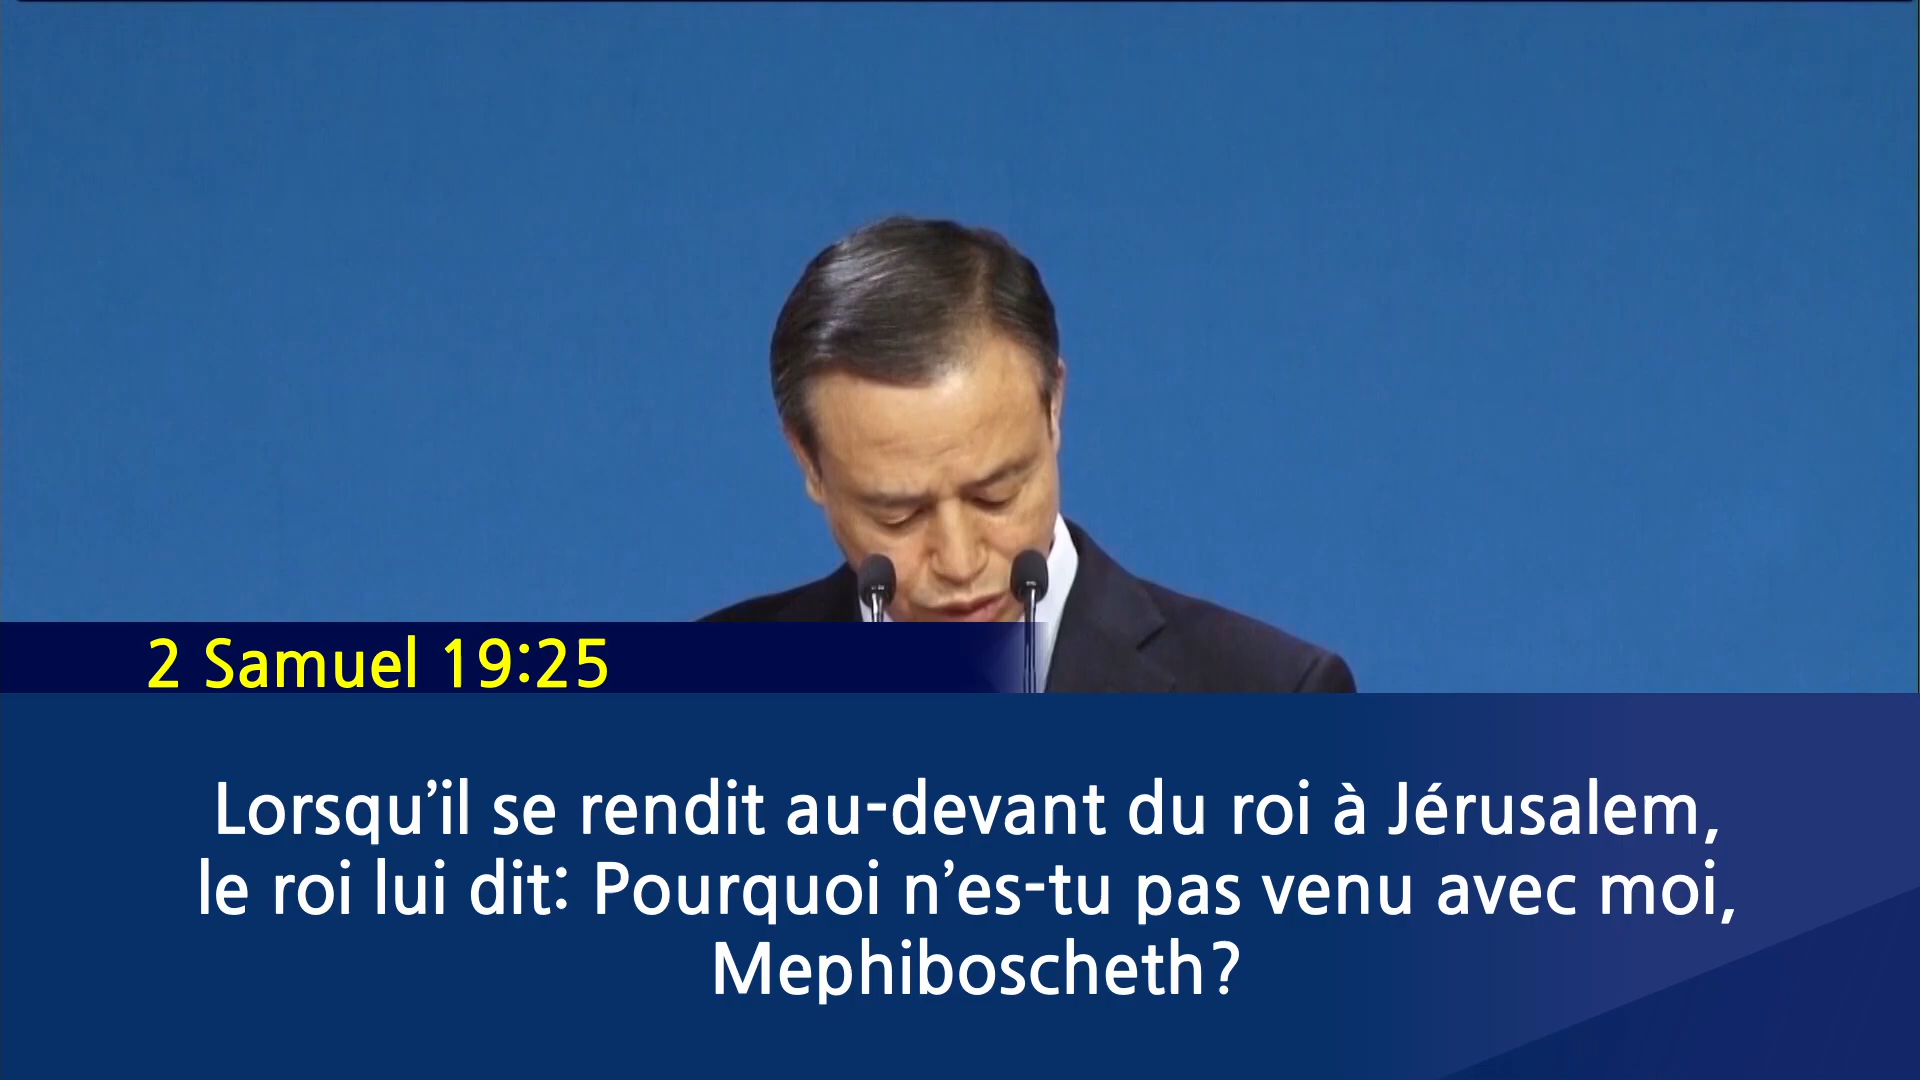 2 Samuel 19:25
Lorsqu’il se rendit au-devant du roi à Jérusalem,
le roi lui dit: Pourquoi n’es-tu pas venu avec moi,
Mephiboscheth?